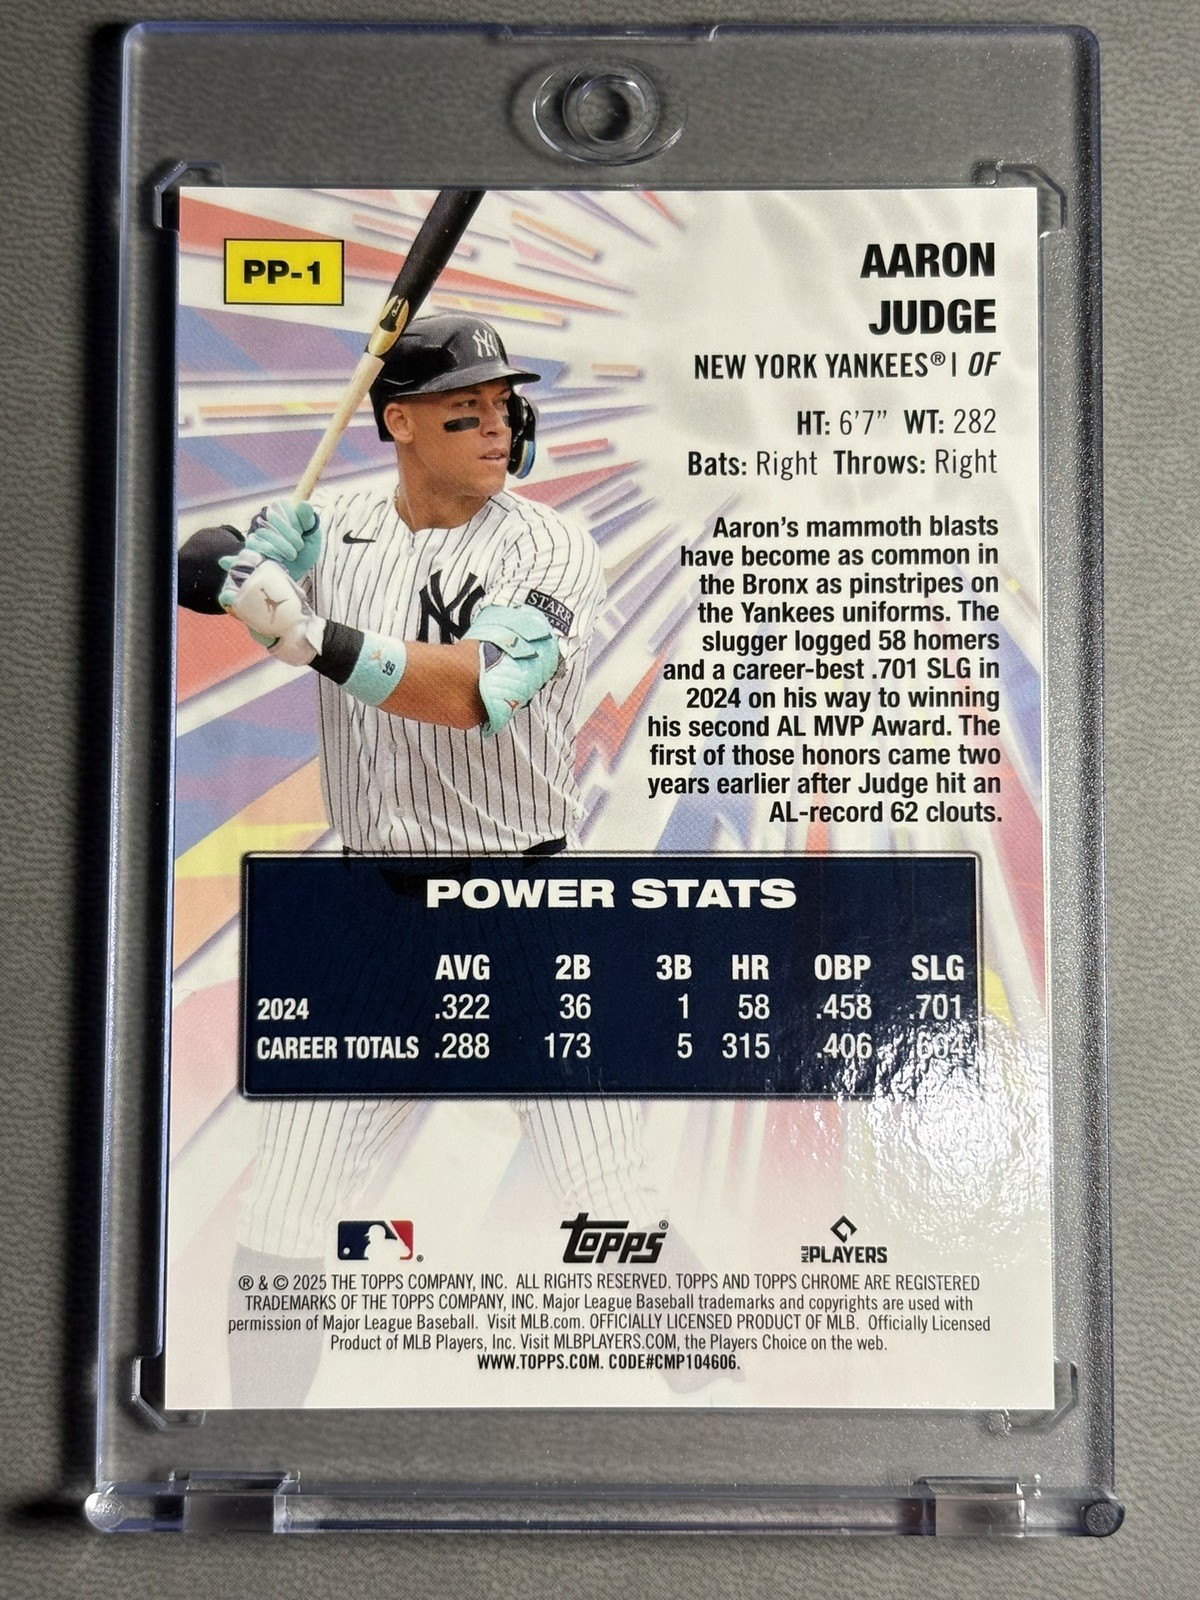 PP-1
AARON
JUDGE
NEW YORK YANKEES® | OF
HT: 6'7" WT: 282
Bats: Right Throws: Right
Aaron's mammoth blasts
have become as common in
the Bronx as pinstripes on
the Yankees uniforms. The
slugger logged 58 homers
and a career-best .701 SLG in
2024 on his way to winning
his second AL MVP Award. The
first of those honors came two
years earlier after Judge hit an
AL-record 62 clouts.
NY
NY
STARR
99
POWER STATS
AVG 2B 3B HR OBP SLG
2024 .322 36 1 58 .458 .701
CAREER TOTALS .288 173 5 315 .406 .604
topps®
MLB PLAYERS
® & © 2025 THE TOPPS COMPANY, INC. ALL RIGHTS RESERVED. TOPPS AND TOPPS CHROME ARE REGISTERED
TRADEMARKS OF THE TOPPS COMPANY, INC. Major League Baseball trademarks and copyrights are used with
permission of Major League Baseball. Visit MLB.com. OFFICIALLY LICENSED PRODUCT OF MLB. Officially Licensed
Product of MLB Players, Inc. Visit MLBPLAYERS.COM, the Players Choice on the web.
WWW.TOPPS.COM. CODE#CMP104606.